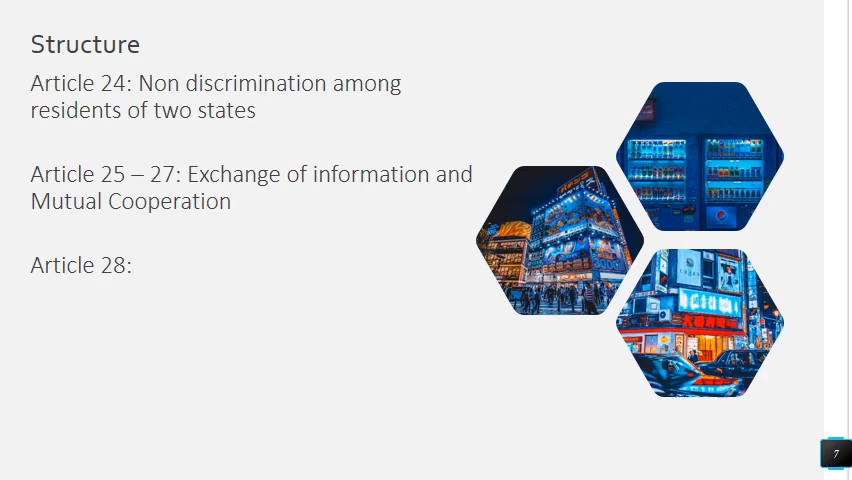 Structure
Article 24: Non discrimination among
residents of two states
Article 25 – 27: Exchange of information and
Mutual Cooperation
Article 28:
7